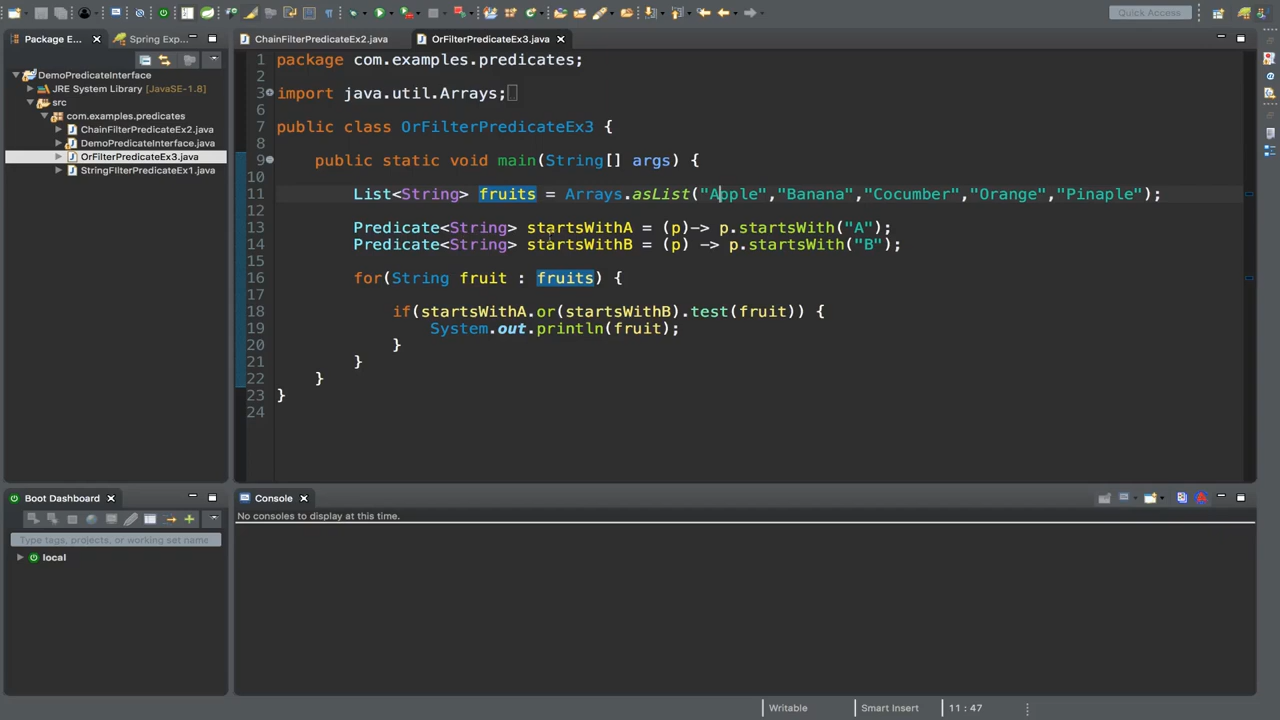 Quick Access
Package E...
Spring Exp...
DemoPredicateInterface
JRE System Library [JavaSE-1.8]
src
com.examples.predicates
ChainFilterPredicateEx2.java
DemoPredicateInterface.java
OrFilterPredicateEx3.java
StringFIlterPredicateEx1.java
ChainFilterPredicateEx2.java
OrFilterPredicateEx3.java
1 package com.examples.predicates;
2
3 import java.util.Arrays;
6
7 public class OrFilterPredicateEx3 {
8
9 public static void main(String[] args) {
10
11 List<String> fruits = Arrays.asList("Apple","Banana","Cocumber","Orange","Pinaple");
12
13 Predicate<String> startsWithA = (p)-> p.startsWith("A");
14 Predicate<String> startsWithB = (p) -> p.startsWith("B");
15
16 for(String fruit : fruits) {
17
18 if(startsWithA.or(startsWithB).test(fruit)) {
19 System.out.println(fruit);
20 }
21 }
22 }
23 }
24
Boot Dashboard
Type tags, projects, or working set name
local
Console
No consoles to display at this time.
Writable
Smart Insert
11 : 47